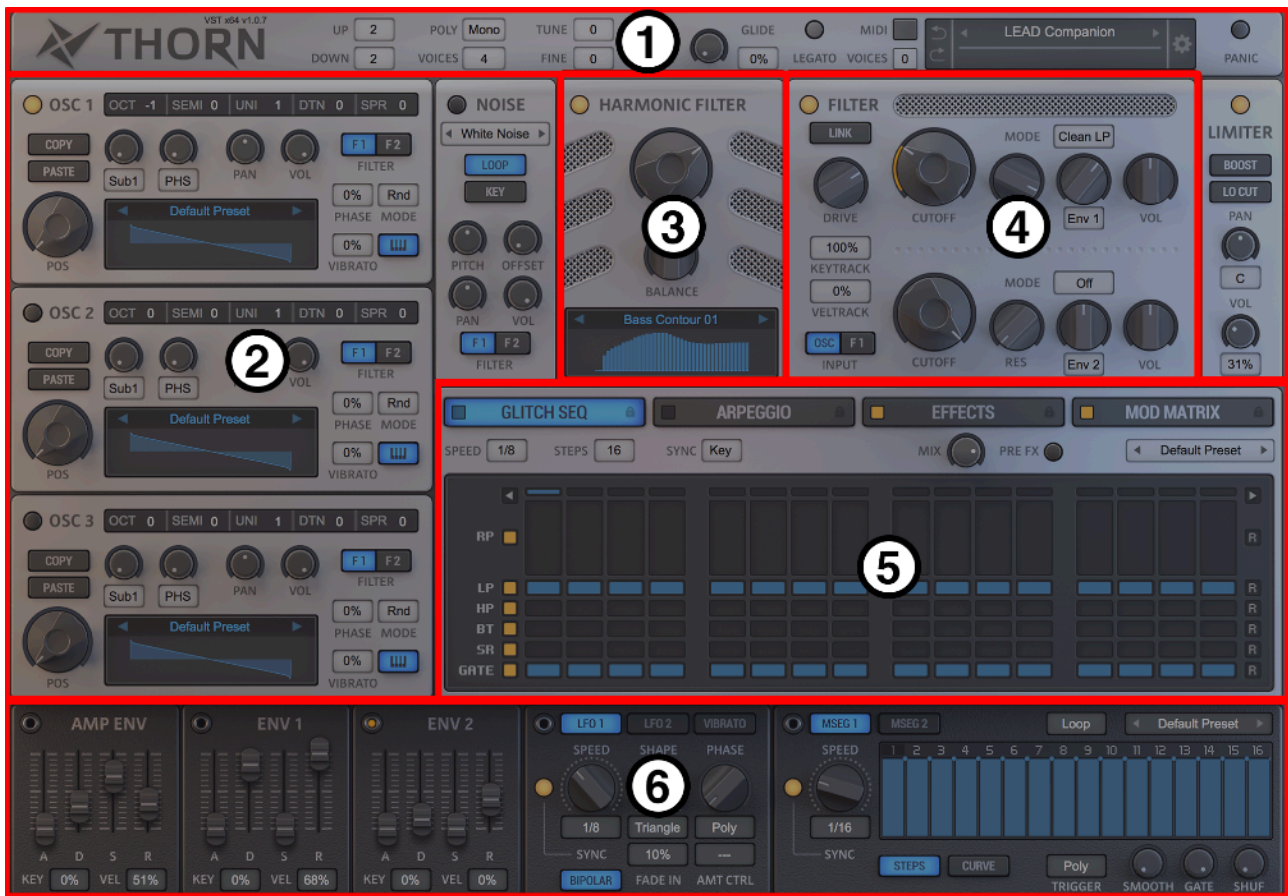 VST x64 v1.0.7
THORN
UP 2 POLY Mono TUNE 0 GLIDE MIDI LEAD Companion
DOWN 2 VOICES 4 FINE 0 0% LEGATO VOICES 0 PANIC
1
OSC 1 OCT -1 SEMI 0 UNI 1 DTN 0 SPR 0
COPY
PASTE
Sub1 PHS PAN VOL
F1 F2
FILTER
0% Rnd
PHASE MODE
Default Preset
0%
VIBRATO
POS
OSC 2 OCT 0 SEMI 0 UNI 1 DTN 0 SPR 0
COPY
PASTE
Sub1 PHS VOL
2
F1 F2
FILTER
0% Rnd
PHASE MODE
Default Preset
0%
VIBRATO
POS
OSC 3 OCT 0 SEMI 0 UNI 1 DTN 0 SPR 0
COPY
PASTE
Sub1 PHS PAN VOL
F1 F2
FILTER
0% Rnd
PHASE MODE
Default Preset
0%
VIBRATO
POS
NOISE
White Noise
LOOP
KEY
PITCH OFFSET
PAN VOL
F1 F2
FILTER
HARMONIC FILTER
3
BALANCE
Bass Contour 01
FILTER
LINK
MODE Clean LP
DRIVE CUTOFF Env 1 VOL
4
100%
KEYTRACK
0%
VELTRACK
OSC F1
INPUT
MODE Off
CUTOFF RES Env 2 VOL
LIMITER
BOOST
LO CUT
PAN
C
VOL
31%
GLITCH SEQ ARPEGGIO EFFECTS MOD MATRIX
SPEED 1/8 STEPS 16 SYNC Key MIX PRE FX Default Preset
RP R
5
LP R
HP R
BT R
SR R
GATE R
AMP ENV
A D S R
KEY 0% VEL 51%
ENV 1
A D S R
KEY 0% VEL 68%
ENV 2
A D S R
KEY 0% VEL 0%
LFO 1 LFO 2 VIBRATO
SPEED SHAPE PHASE
6
1/8 Triangle Poly
SYNC 10% ---
BIPOLAR FADE IN AMT CTRL
MSEG 1 MSEG 2 Loop Default Preset
SPEED 1 2 3 4 5 6 7 8 9 10 11 12 13 14 15 16
1/16
SYNC
STEPS CURVE Poly
TRIGGER SMOOTH GATE SHUF